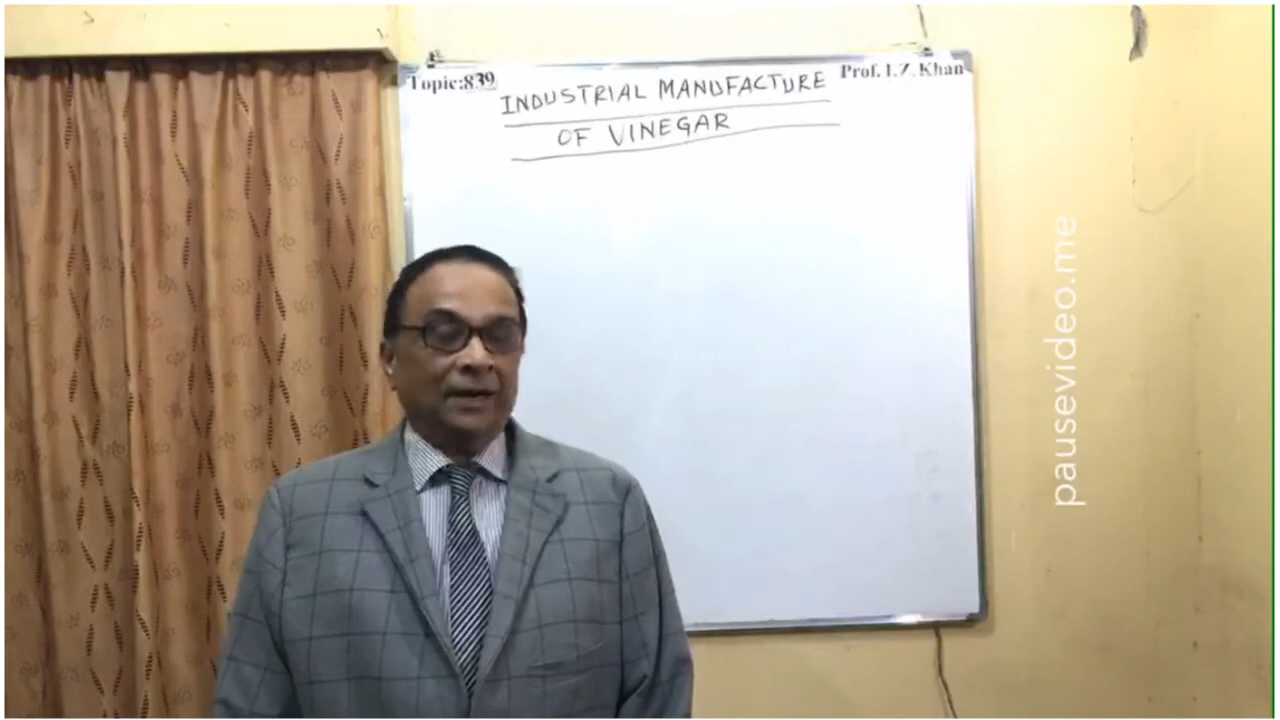 Topic:839
INDUSTRIAL MANUFACTURE
OF VINEGAR
Prof. I.Z. Khan
pausevideo.me